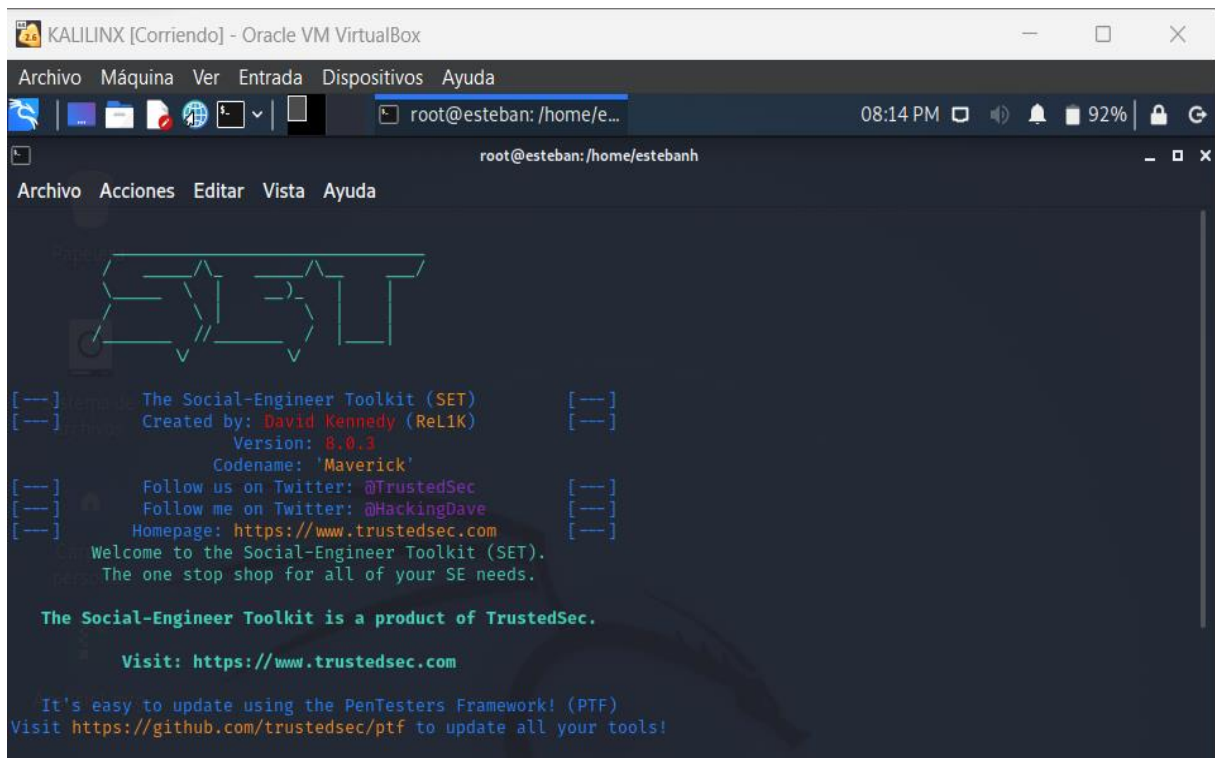 KALILINX [Corriendo] - Oracle VM VirtualBox
Archivo Máquina Ver Entrada Dispositivos Ayuda
root@esteban: /home/e... 08:14 PM 92%
root@esteban: /home/estebanh
Archivo Acciones Editar Vista Ayuda
[---] The Social-Engineer Toolkit (SET) [---]
[---] Created by: David Kennedy (ReL1K) [---]
Version: 8.0.3
Codename: 'Maverick'
[---] Follow us on Twitter: @TrustedSec [---]
[---] Follow me on Twitter: @HackingDave [---]
[---] Homepage: https://www.trustedsec.com [---]
Welcome to the Social-Engineer Toolkit (SET).
The one stop shop for all of your SE needs.
The Social-Engineer Toolkit is a product of TrustedSec.
Visit: https://www.trustedsec.com
It's easy to update using the PenTesters Framework! (PTF)
Visit https://github.com/trustedsec/ptf to update all your tools!